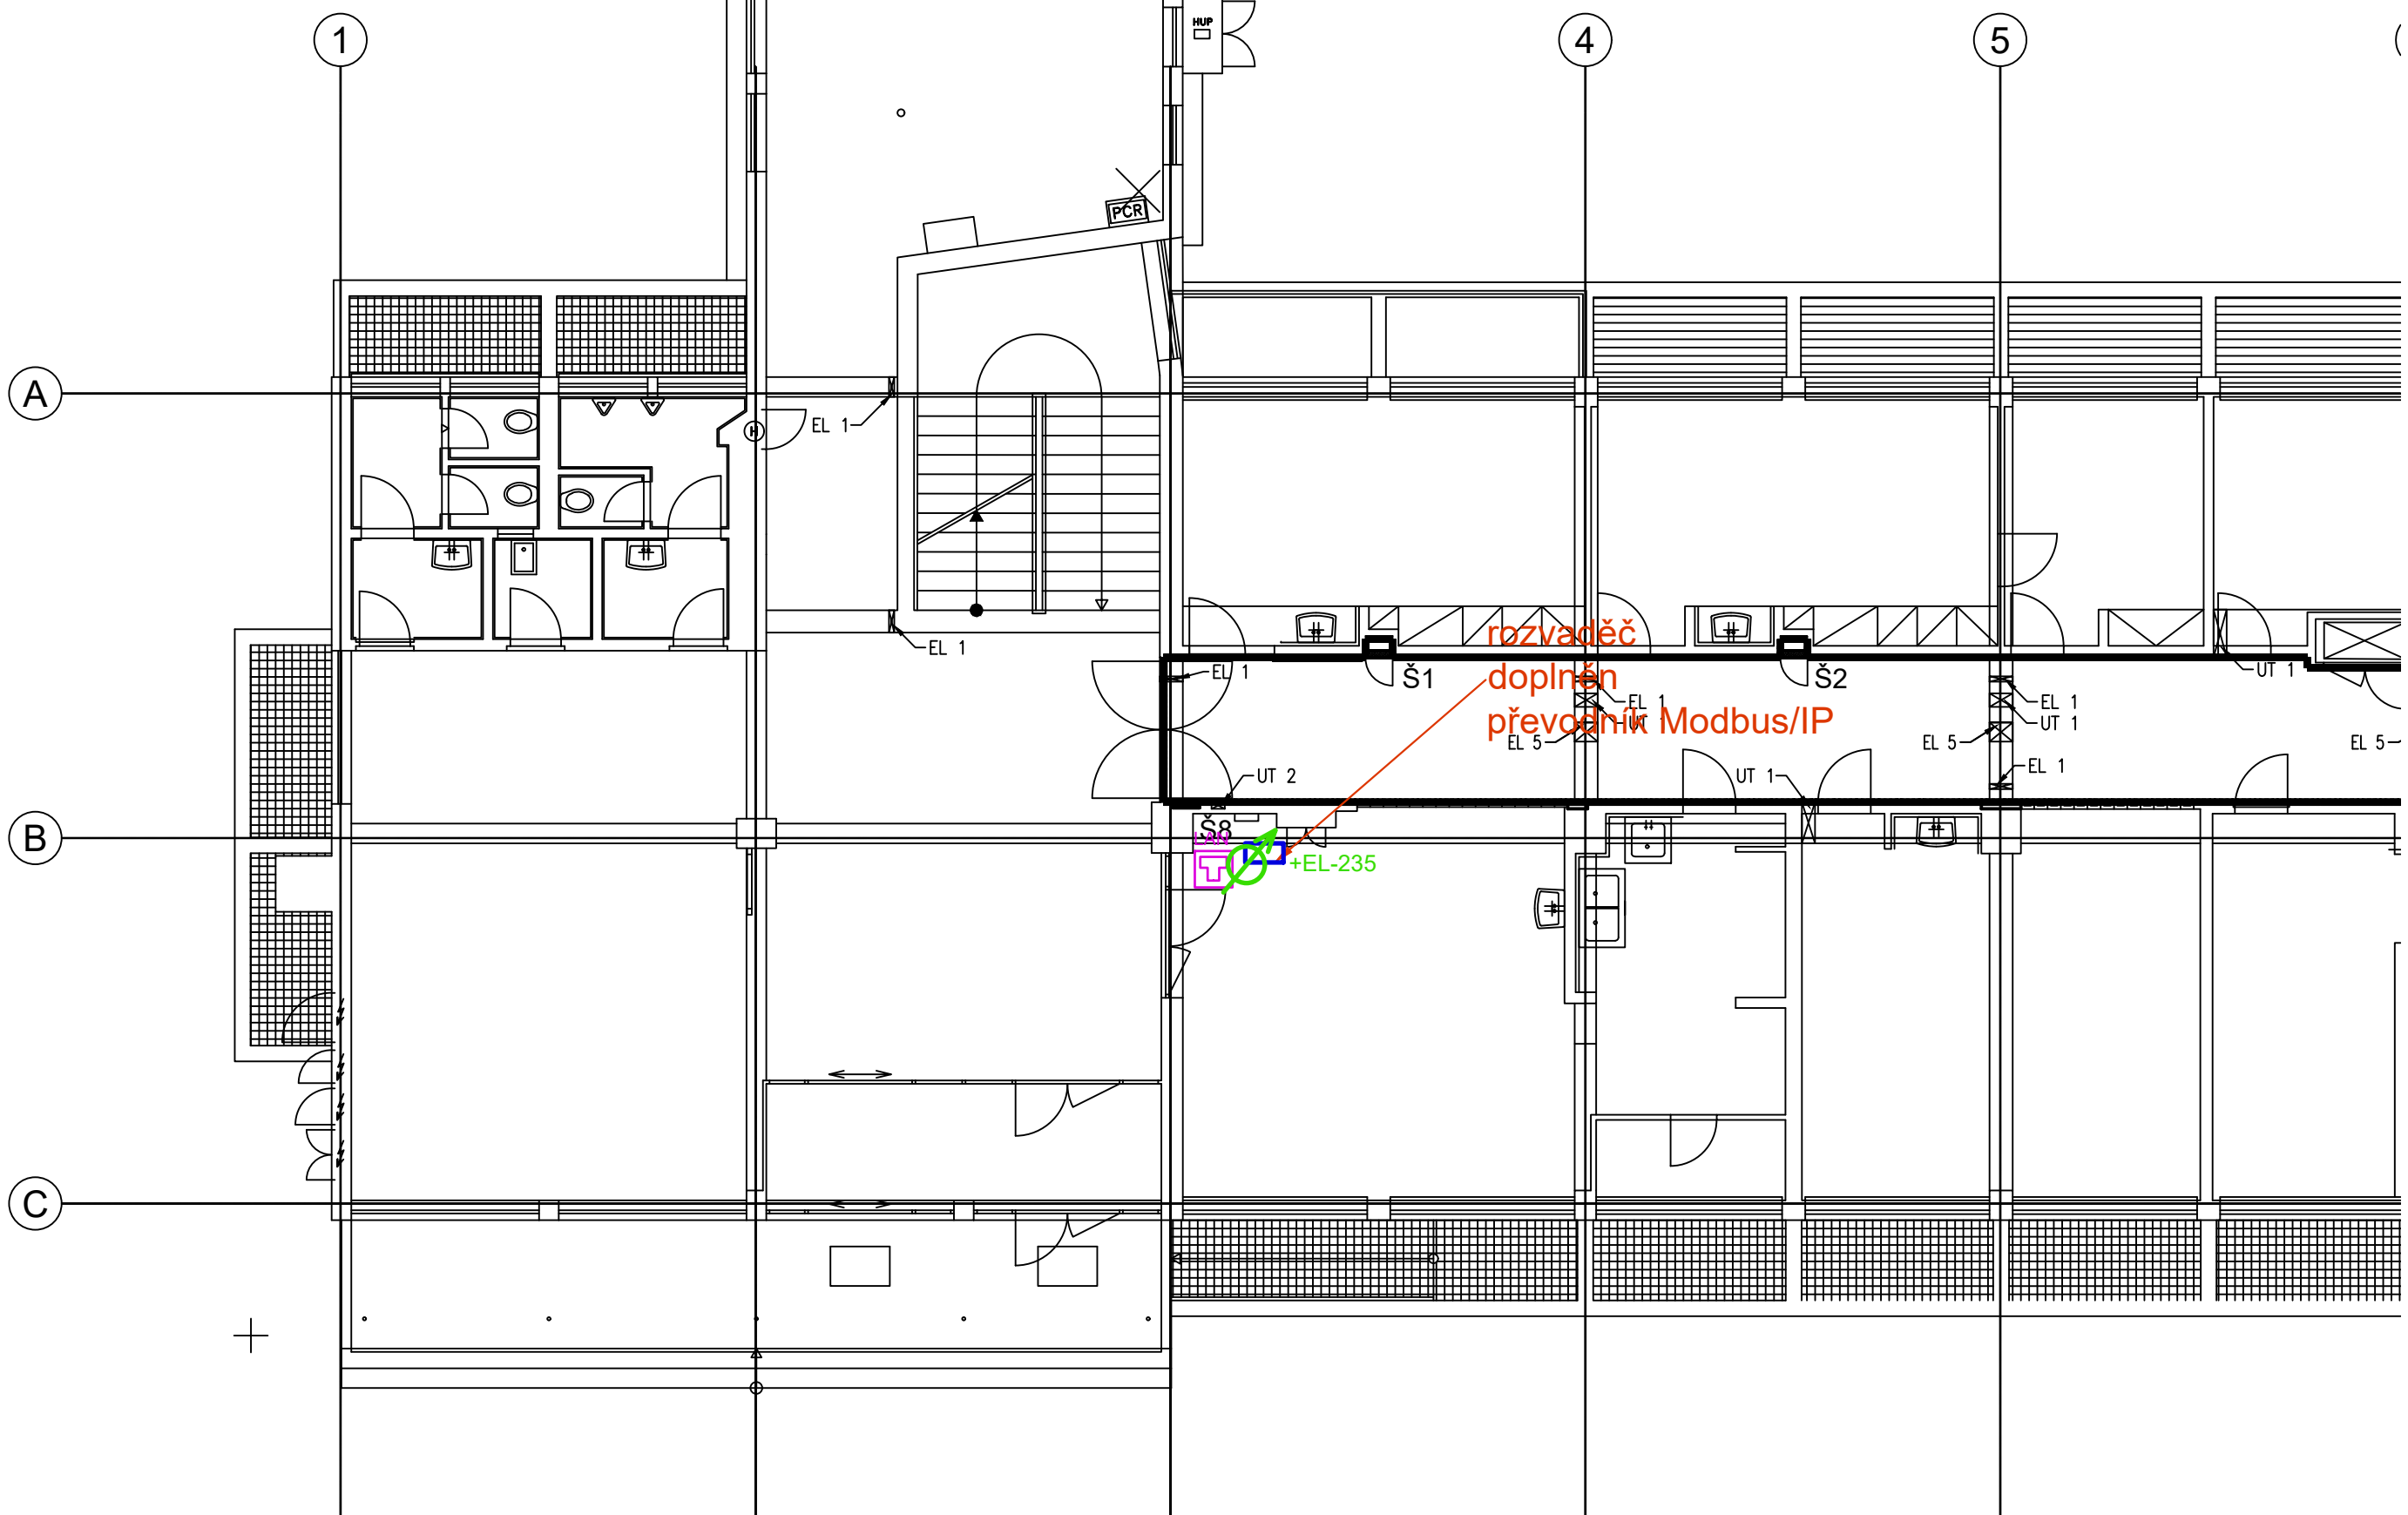 HUP
1
4
5
PCR
A
EL 1
EL 1
rozvaděč
doplněn
převodník Modbus/IP
EL 1
Š1
Š2
UT 1
EL 1
UT 1
EL 1
UT 1
EL 5
EL 5
EL 5
UT 2
UT 1
EL 1
B
Š8
LAN
+EL-235
C